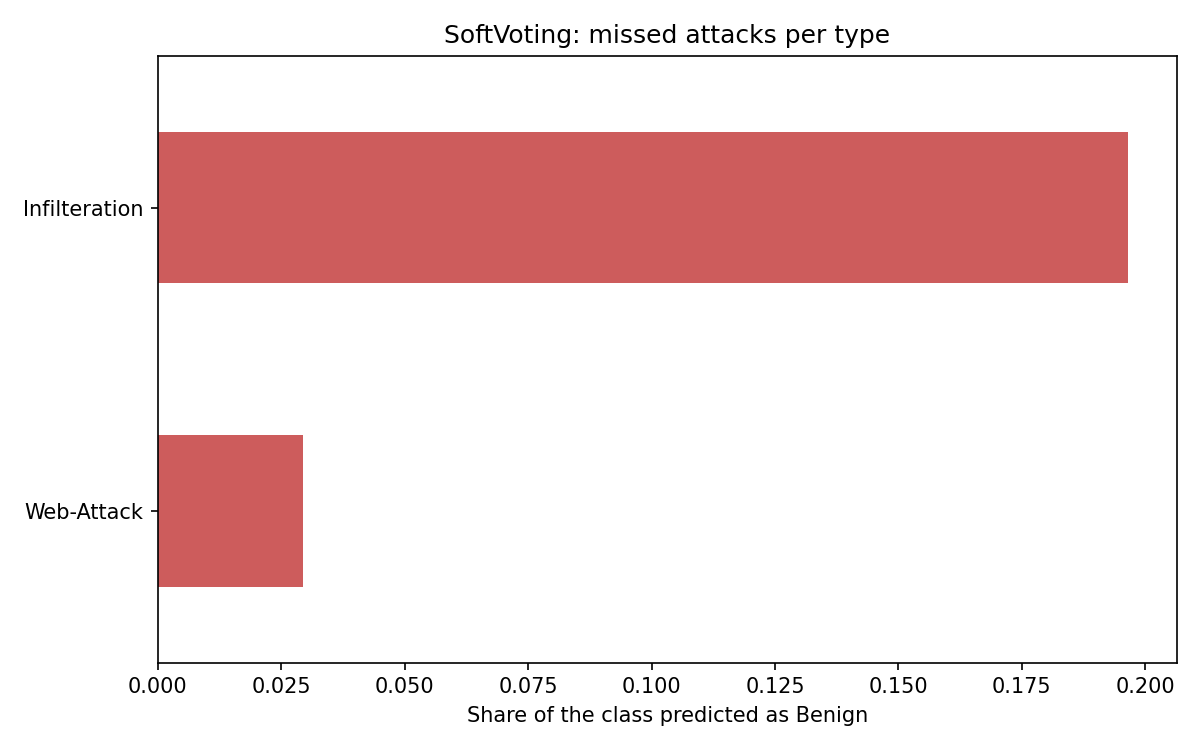 SoftVoting: missed attacks per type
Infilteration
Web-Attack
0.000 0.025 0.050 0.075 0.100 0.125 0.150 0.175 0.200
Share of the class predicted as Benign